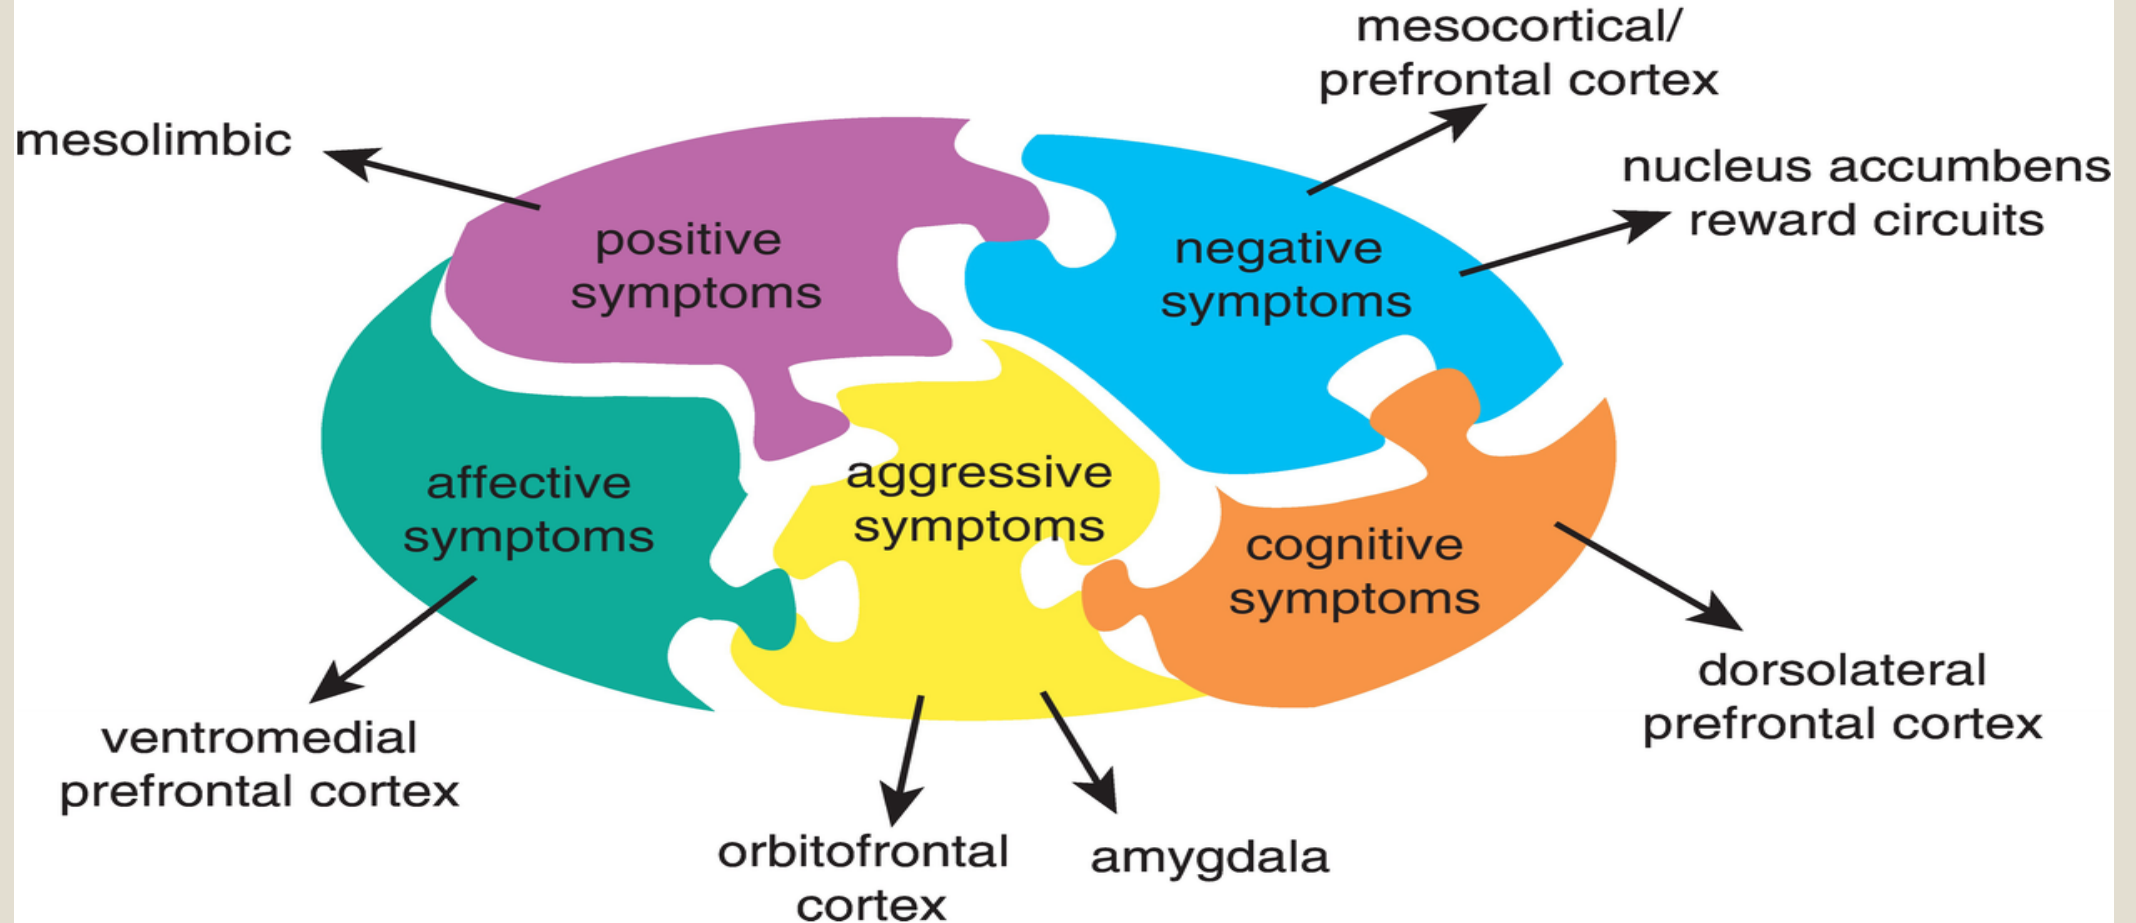 mesocortical/
prefrontal cortex
mesolimbic
nucleus accumbens
reward circuits
positive
symptoms
negative
symptoms
affective
symptoms
aggressive
symptoms
cognitive
symptoms
dorsolateral
prefrontal cortex
ventromedial
prefrontal cortex
orbitofrontal
cortex
amygdala